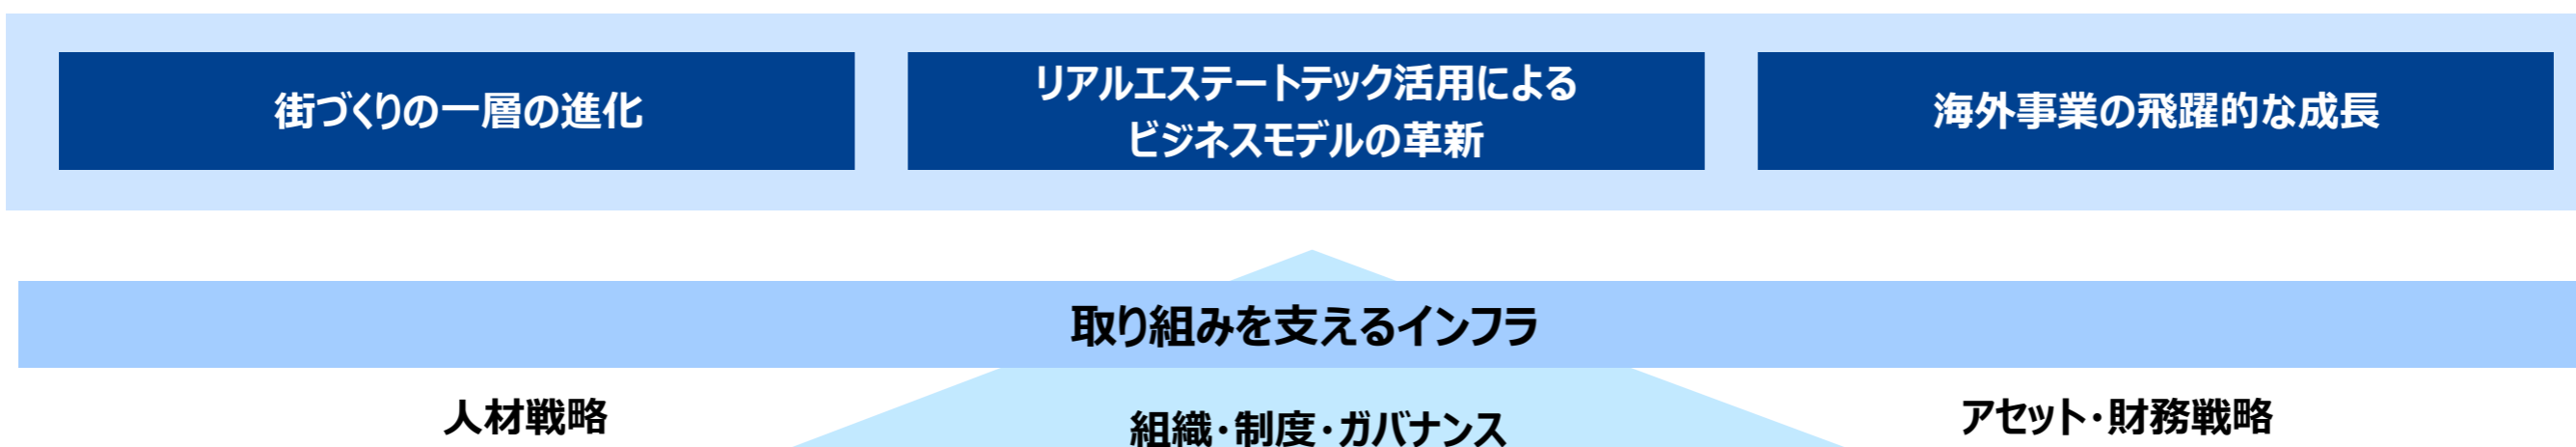 街づくりの一層の進化
リアルエステートテック活用による
ビジネスモデルの革新
海外事業の飛躍的な成長
取り組みを支えるインフラ
人材戦略
組織・制度・ガバナンス
アセット・財務戦略